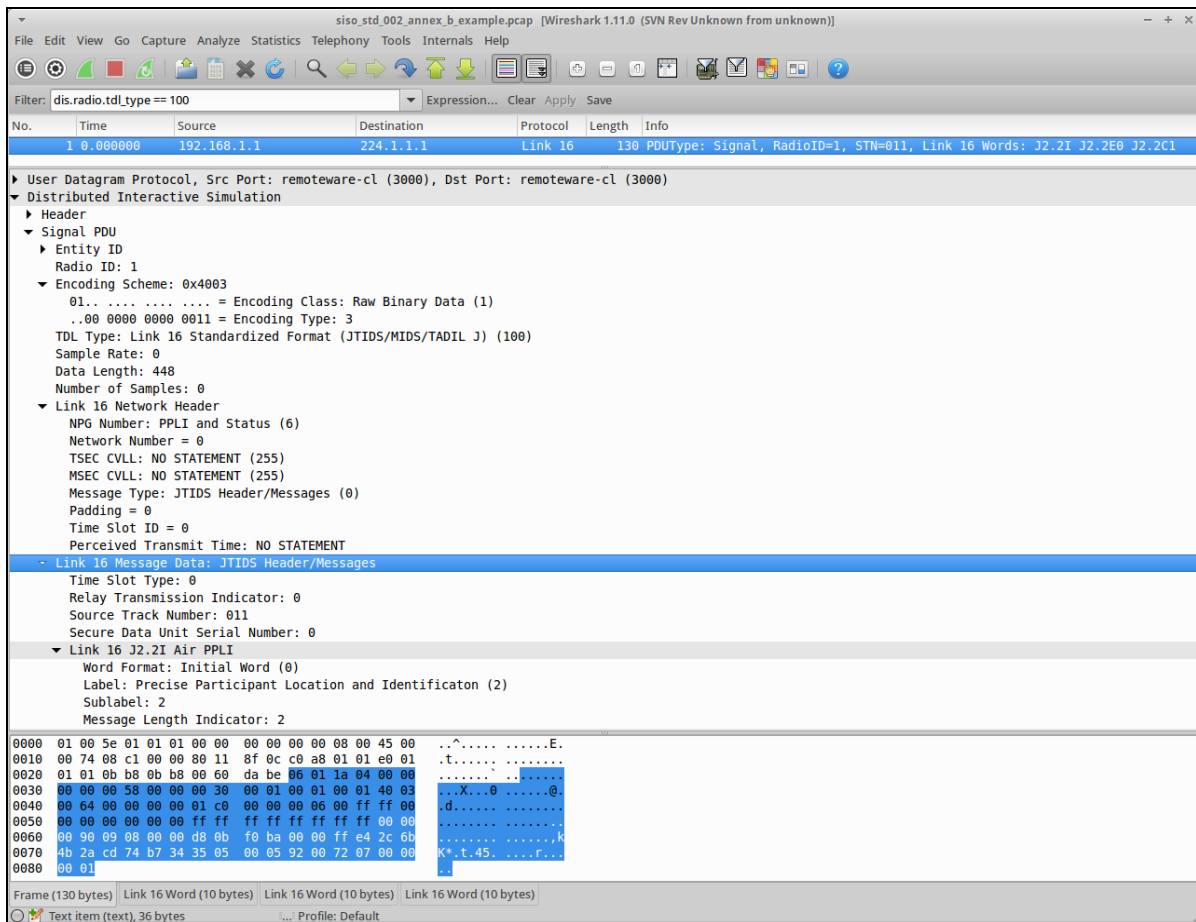 siso_std_002_annex_b_example.pcap [Wireshark 1.11.0 (SVN Rev Unknown from unknown)]
File Edit View Go Capture Analyze Statistics Telephony Tools Internals Help
Filter: dis.radio.tdl_type == 100 Expression... Clear Apply Save
No. Time Source Destination Protocol Length Info
1 0.000000 192.168.1.1 224.1.1.1 Link 16 130 PDUType: Signal, RadioID=1, STN=011, Link 16 Words: J2.2I J2.2E0 J2.2C1
User Datagram Protocol, Src Port: remoteware-cl (3000), Dst Port: remoteware-cl (3000)
Distributed Interactive Simulation
Header
Signal PDU
Entity ID
Radio ID: 1
Encoding Scheme: 0x4003
01.. .... .... .... = Encoding Class: Raw Binary Data (1)
..00 0000 0000 0011 = Encoding Type: 3
TDL Type: Link 16 Standardized Format (JTIDS/MIDS/TADIL J) (100)
Sample Rate: 0
Data Length: 448
Number of Samples: 0
Link 16 Network Header
NPG Number: PPLI and Status (6)
Network Number = 0
TSEC CVLL: NO STATEMENT (255)
MSEC CVLL: NO STATEMENT (255)
Message Type: JTIDS Header/Messages (0)
Padding = 0
Time Slot ID = 0
Perceived Transmit Time: NO STATEMENT
Link 16 Message Data: JTIDS Header/Messages
Time Slot Type: 0
Relay Transmission Indicator: 0
Source Track Number: 011
Secure Data Unit Serial Number: 0
Link 16 J2.2I Air PPLI
Word Format: Initial Word (0)
Label: Precise Participant Location and Identificaton (2)
Sublabel: 2
Message Length Indicator: 2
0000 01 00 5e 01 01 01 00 00 00 00 00 00 08 00 45 00 ..^..... ......E.
0010 00 74 08 c1 00 00 80 11 8f 0c c0 a8 01 01 e0 01 .t...... ........
0020 01 01 0b b8 0b b8 00 60 da be 06 01 1a 04 00 00 .......` ........
0030 00 00 00 58 00 00 00 30 00 01 00 01 00 01 40 03 ...X...0 ......@.
0040 00 64 00 00 00 00 01 c0 00 00 00 06 00 ff ff 00 .d...... ........
0050 00 00 00 00 00 00 ff ff ff ff ff ff ff ff 00 00 ........ ........
0060 00 90 09 08 00 00 d8 0b f0 ba 00 00 ff e4 2c 6b ........ ......,k
0070 4b 2a cd 74 b7 34 35 05 00 05 92 00 72 07 00 00 K*.t.45. ....r...
0080 00 01 ..
Frame (130 bytes) Link 16 Word (10 bytes) Link 16 Word (10 bytes) Link 16 Word (10 bytes)
Text item (text), 36 bytes Profile: Default